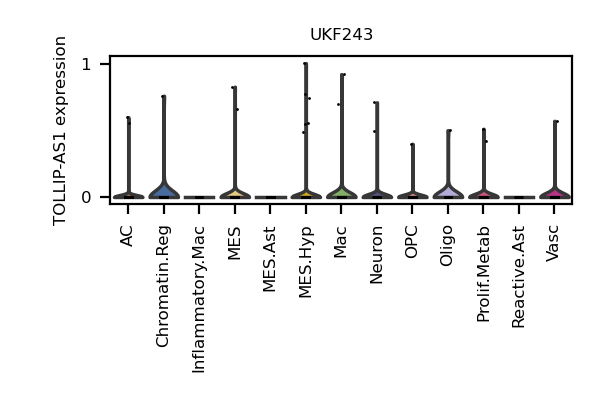 UKF243
TOLLIP-AS1 expression
1
0
AC
Chromatin.Reg
Inflammatory.Mac
MES
MES.Ast
MES.Hyp
Mac
Neuron
OPC
Oligo
Prolif.Metab
Reactive.Ast
Vasc